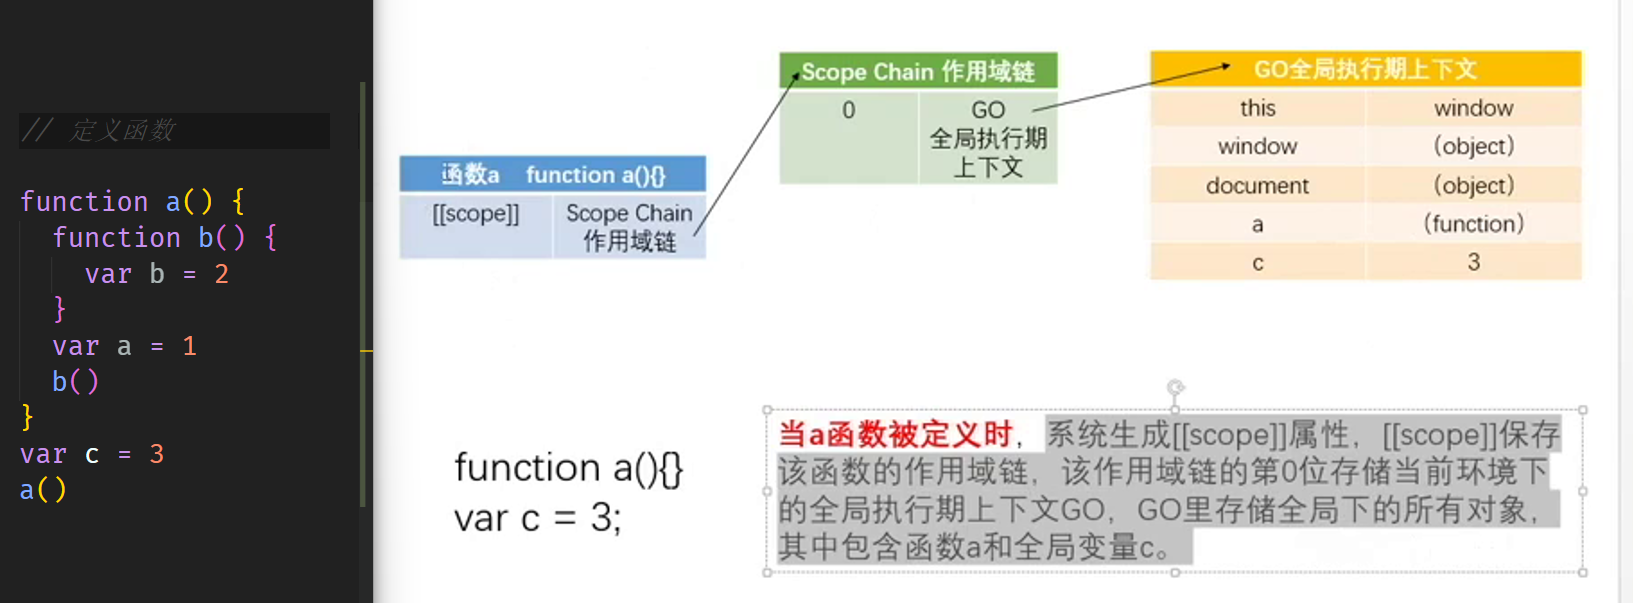 // 定义函数
function a() {
function b() {
var b = 2
}
var a = 1
b()
}
var c = 3
a()
函数a function a(){}
[[scope]] Scope Chain
作用域链
Scope Chain 作用域链
0 GO
全局执行期
上下文
GO全局执行期上下文
this window
window (object)
document (object)
a (function)
c 3
function a(){}
var c = 3;
当a函数被定义时，系统生成[[scope]]属性，[[scope]]保存
该函数的作用域链，该作用域链的第0位存储当前环境下
的全局执行期上下文GO，GO里存储全局下的所有对象，
其中包含函数a和全局变量c。